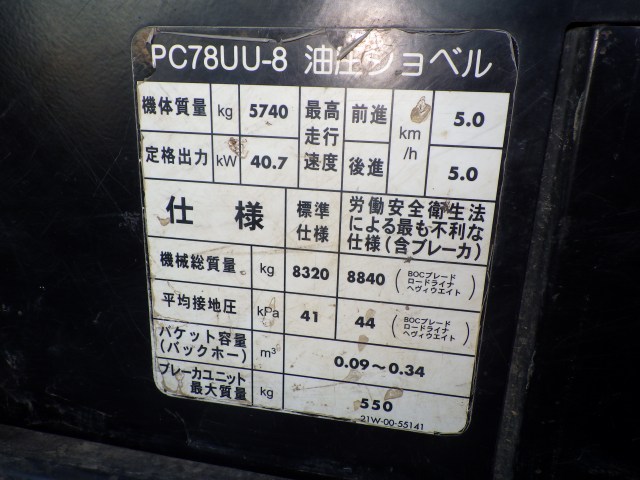 PC78UU-8 油圧ショベル
機体質量 kg 5740 最高走行速度 前進 km/h 5.0
定格出力 kW 40.7 後進 5.0
仕様 標準仕様 労働安全衛生法による最も不利な仕様(含ブレーカ)
機械総質量 kg 8320 8840 (BOCブレード ロードライナ ヘヴィウエイト)
平均接地圧 kPa 41 44 (BOCブレード ロードライナ ヘヴィウエイト)
バケット容量(バックホー) m³ 0.09～0.34
ブレーカユニット最大質量 kg 550
21W-00-55141